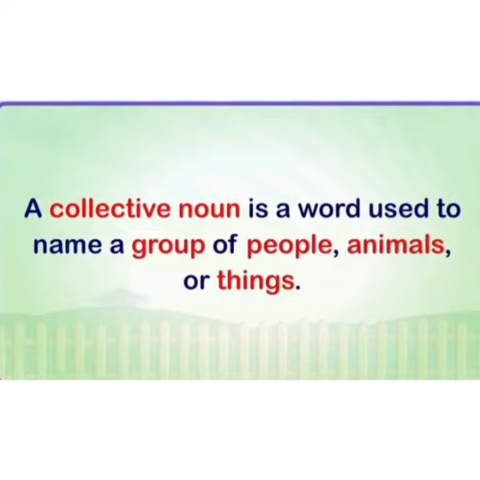 A collective noun is a word used to
name a group of people, animals,
or things.